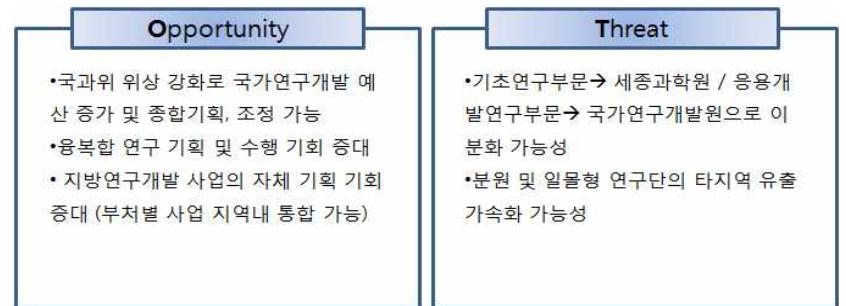 Opportunity
•국과위 위상 강화로 국가연구개발 예
산 증가 및 종합기획, 조정 가능
•융복합 연구 기획 및 수행 기회 증대
• 지방연구개발 사업의 자체 기획 기회
증대 (부처별 사업 지역내 통합 가능)
Threat
•기초연구부문→ 세종과학원 / 응용개
발연구부문→ 국가연구개발원으로 이
분화 가능성
•분원 및 일몰형 연구단의 타지역 유출
가속화 가능성